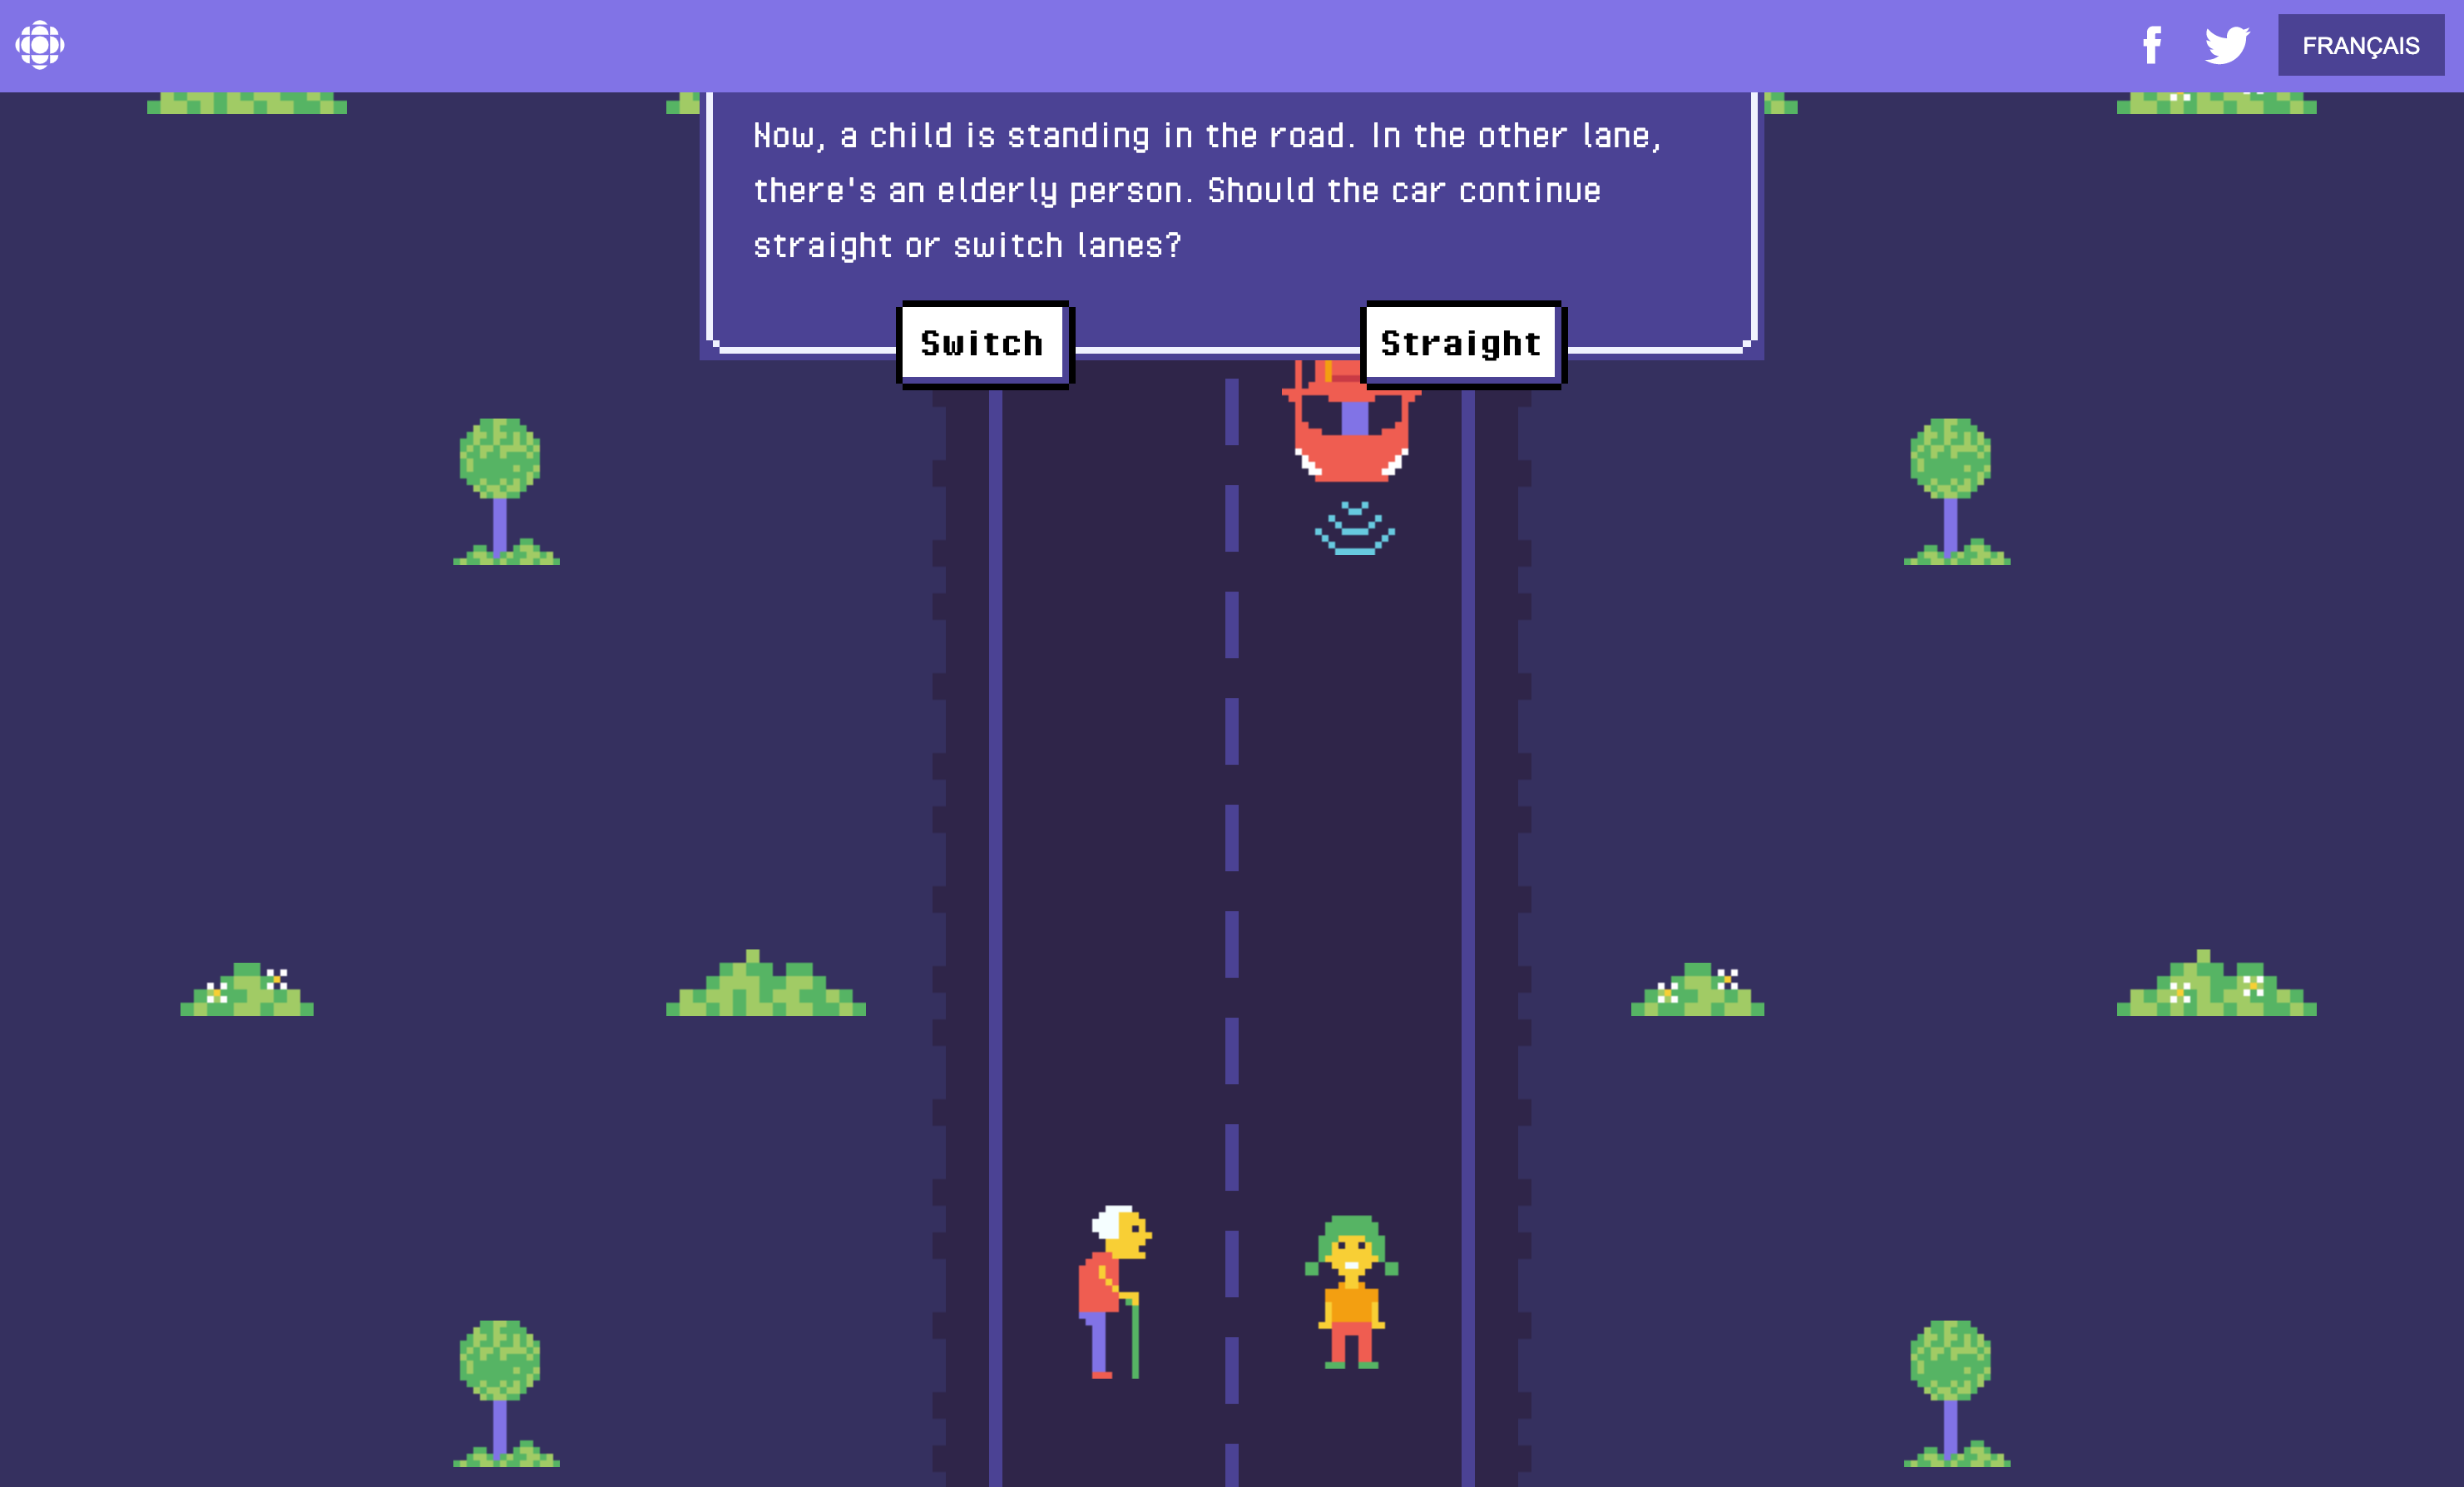 FRANÇAIS
Now, a child is standing in the road. In the other lane,
there's an elderly person. Should the car continue
straight or switch lanes?
Switch
Straight